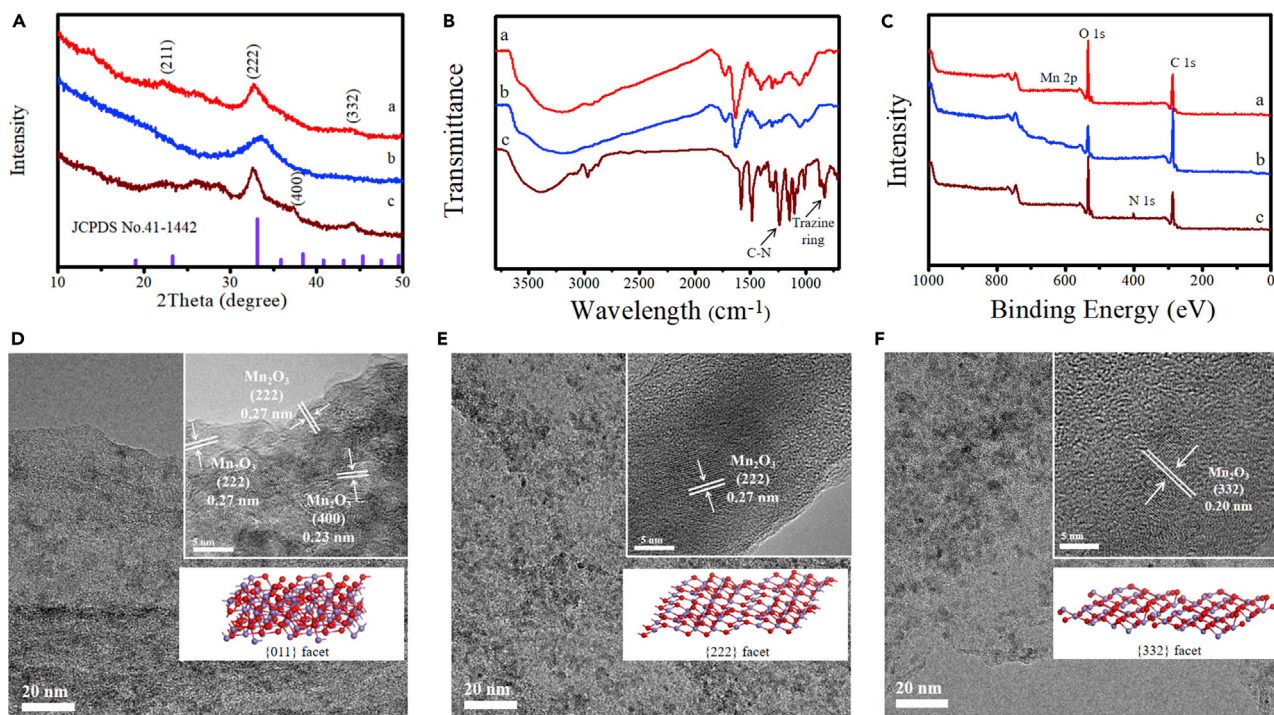 A
(211)
(222)
(332)
a
b
(400)
c
JCPDS No.41-1442
Intensity
10
20
30
40
50
2Theta (degree)
B
a
b
c
Transmittance
C-N
Trazine
ring
3500
3000
2500
2000
1500
1000
Wavelength (cm-1)
C
O 1s
C 1s
Mn 2p
a
b
N 1s
c
Intensity
1000
800
600
400
200
0
Binding Energy (eV)
D
Mn2O3
(222)
0.27 nm
Mn2O3
(222)
0.27 nm
Mn2O3
(400)
0.23 nm
5 nm
{011} facet
20 nm
E
Mn2O3
(222)
0.27 nm
5 nm
{222} facet
20 nm
F
Mn2O3
(332)
0.20 nm
5 nm
{332} facet
20 nm